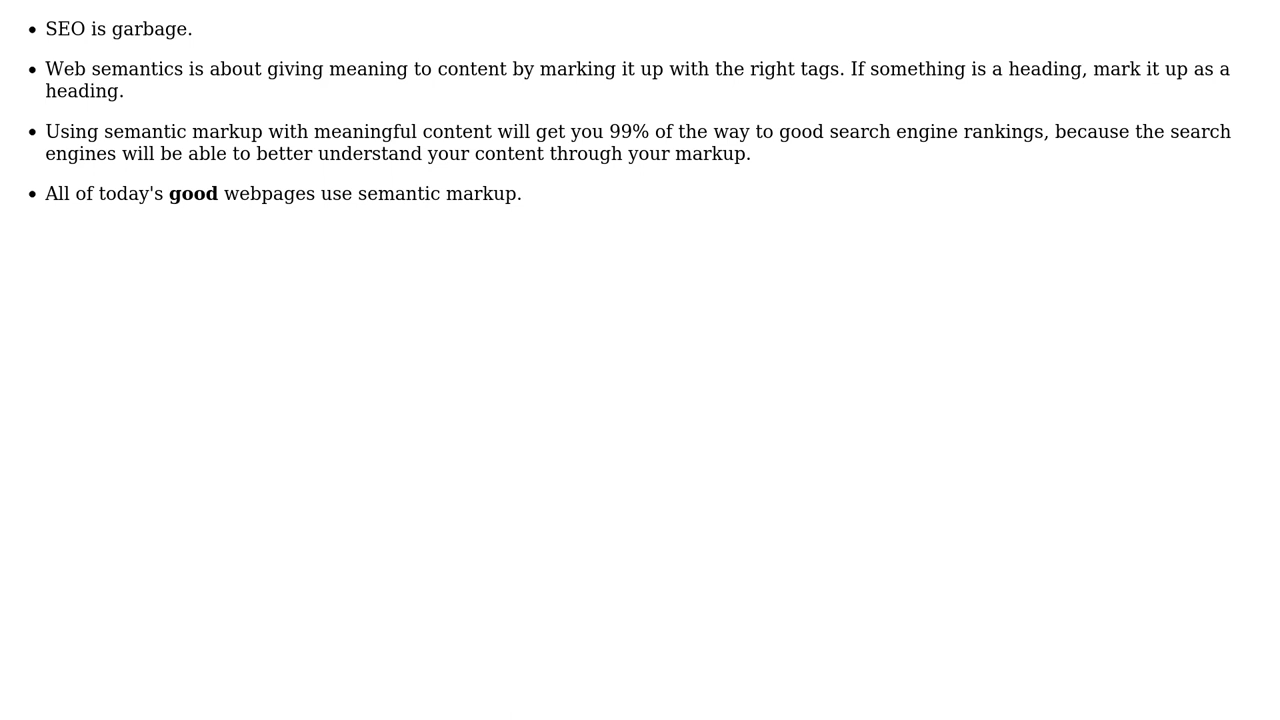 • SEO is garbage.
• Web semantics is about giving meaning to content by marking it up with the right tags. If something is a heading, mark it up as a
heading.
• Using semantic markup with meaningful content will get you 99% of the way to good search engine rankings, because the search
engines will be able to better understand your content through your markup.
• All of today's good webpages use semantic markup.